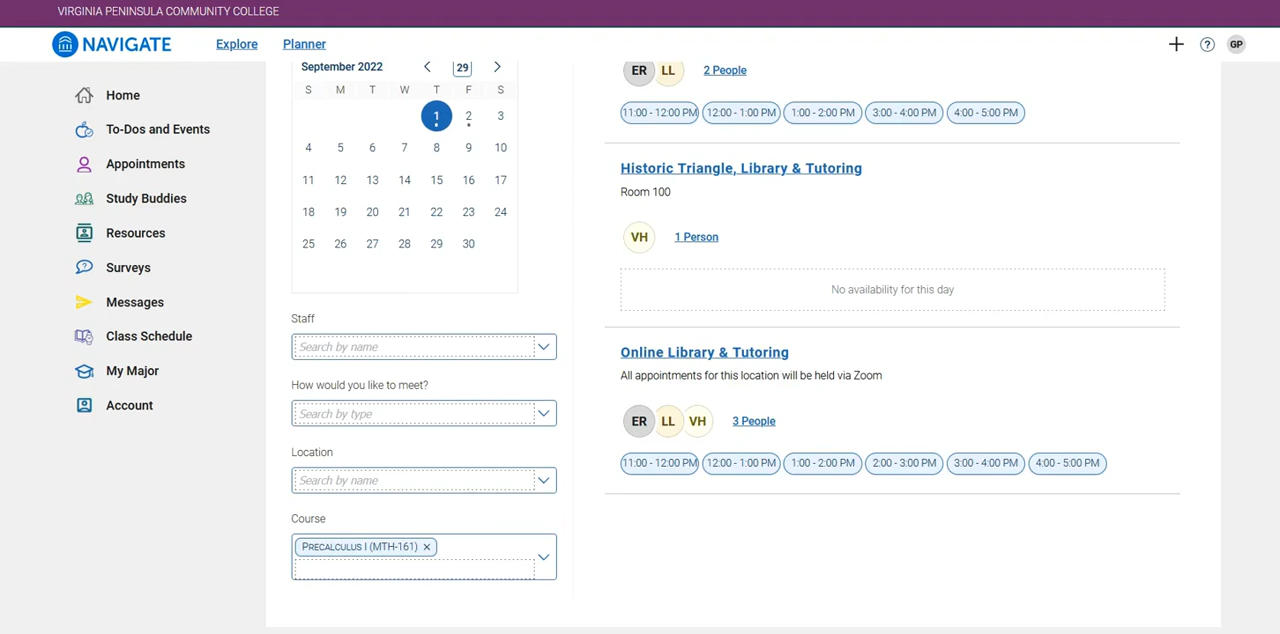 VIRGINIA PENINSULA COMMUNITY COLLEGE
NAVIGATE Explore Planner
+ ? GP
Home
To-Dos and Events
Appointments
Study Buddies
Resources
Surveys
Messages
Class Schedule
My Major
Account
September 2022 29
S M T W T F S
1 2 3
4 5 6 7 8 9 10
11 12 13 14 15 16 17
18 19 20 21 22 23 24
25 26 27 28 29 30
Staff
Search by name
How would you like to meet?
Search by type
Location
Search by name
Course
PRECALCULUS I (MTH-161) ×
ER LL 2 People
11:00 - 12:00 PM 12:00 - 1:00 PM 1:00 - 2:00 PM 3:00 - 4:00 PM 4:00 - 5:00 PM
Historic Triangle, Library & Tutoring
Room 100
VH 1 Person
No availability for this day
Online Library & Tutoring
All appointments for this location will be held via Zoom
ER LL VH 3 People
11:00 - 12:00 PM 12:00 - 1:00 PM 1:00 - 2:00 PM 2:00 - 3:00 PM 3:00 - 4:00 PM 4:00 - 5:00 PM